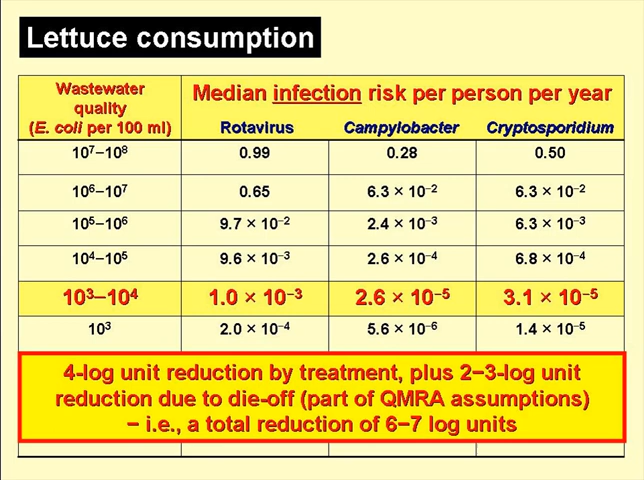 Lettuce consumption
Wastewater
quality
(E. coli per 100 ml)
Median infection risk per person per year
Rotavirus Campylobacter Cryptosporidium
10⁷–10⁸ 0.99 0.28 0.50
10⁶–10⁷ 0.65 6.3 × 10⁻² 6.3 × 10⁻²
10⁵–10⁶ 9.7 × 10⁻² 2.4 × 10⁻³ 6.3 × 10⁻³
10⁴–10⁵ 9.6 × 10⁻³ 2.6 × 10⁻⁴ 6.8 × 10⁻⁴
10³–10⁴ 1.0 × 10⁻³ 2.6 × 10⁻⁵ 3.1 × 10⁻⁵
10³ 2.0 × 10⁻⁴ 5.6 × 10⁻⁶ 1.4 × 10⁻⁵
4-log unit reduction by treatment, plus 2–3-log unit
reduction due to die-off (part of QMRA assumptions)
– i.e., a total reduction of 6–7 log units